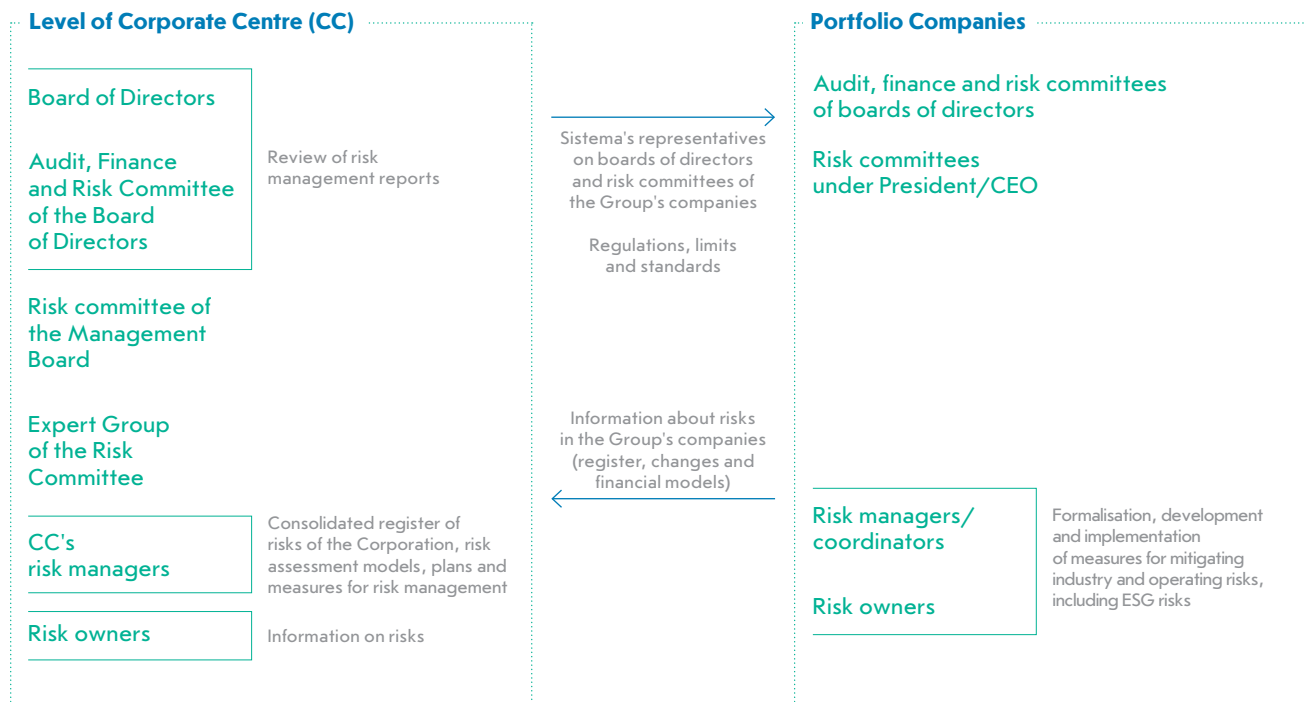 Level of Corporate Centre (CC)
Board of Directors
Audit, Finance
and Risk Committee
of the Board
of Directors
Review of risk
management reports
Risk committee of
the Management
Board
Expert Group
of the Risk
Committee
CC's
risk managers
Consolidated register of
risks of the Corporation, risk
assessment models, plans and
measures for risk management
Risk owners
Information on risks
Sistema's representatives
on boards of directors
and risk committees of
the Group's companies
Regulations, limits
and standards
Information about risks
in the Group's companies
(register, changes and
financial models)
Portfolio Companies
Audit, finance and risk committees
of boards of directors
Risk committees
under President/CEO
Risk managers/
coordinators
Risk owners
Formalisation, development
and implementation
of measures for mitigating
industry and operating risks,
including ESG risks